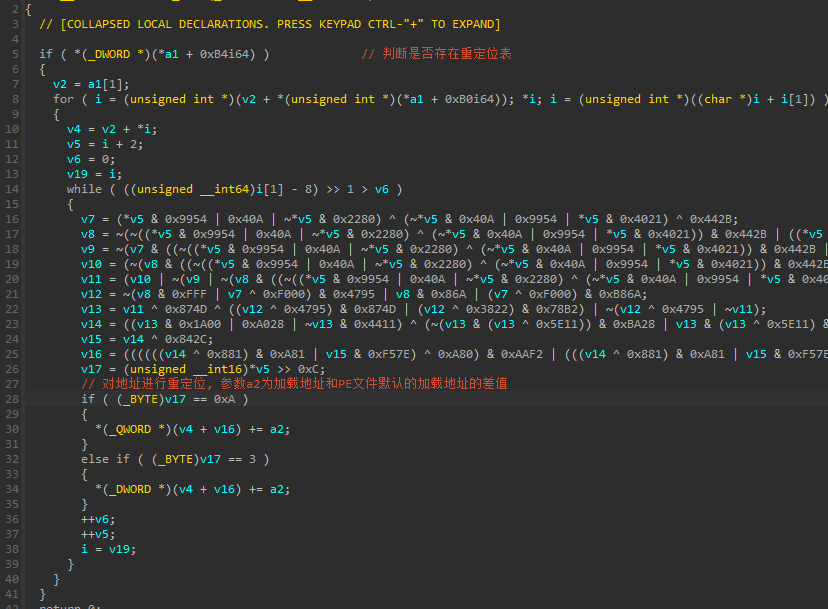 2 {
3 // [COLLAPSED LOCAL DECLARATIONS. PRESS KEYPAD CTRL-"+" TO EXPAND]
4
5 if ( *(_DWORD *)(*a1 + 0xB4i64) ) // 判断是否存在重定位表
6 {
7 v2 = a1[1];
8 for ( i = (unsigned int *)(v2 + *(unsigned int *)(*a1 + 0xB0i64)); *i; i = (unsigned int *)((char *)i + i[1]) )
9 {
10 v4 = v2 + *i;
11 v5 = i + 2;
12 v6 = 0;
13 v19 = i;
14 while ( ((unsigned __int64)i[1] - 8) >> 1 > v6 )
15 {
16 v7 = (*v5 & 0x9954 | 0x40A | ~*v5 & 0x2280) ^ (~*v5 & 0x40A | 0x9954 | *v5 & 0x4021) ^ 0x442B;
17 v8 = ~(~((*v5 & 0x9954 | 0x40A | ~*v5 & 0x2280) ^ (~*v5 & 0x40A | 0x9954 | *v5 & 0x4021)) & 0x442B | ((*v5
18 v9 = ~(v7 & ((~((*v5 & 0x9954 | 0x40A | ~*v5 & 0x2280) ^ (~*v5 & 0x40A | 0x9954 | *v5 & 0x4021)) & 0x442B |
19 v10 = (~(v8 & ((~((*v5 & 0x9954 | 0x40A | ~*v5 & 0x2280) ^ (~*v5 & 0x40A | 0x9954 | *v5 & 0x4021)) & 0x442B
20 v11 = (v10 | ~(v9 | ~(v8 & ((~((*v5 & 0x9954 | 0x40A | ~*v5 & 0x2280) ^ (~*v5 & 0x40A | 0x9954 | *v5 & 0x40
21 v12 = ~(v8 & 0xFFF | v7 ^ 0xF000) & 0x4795 | v8 & 0x86A | (v7 ^ 0xF000) & 0xB86A;
22 v13 = v11 ^ 0x874D ^ ((v12 ^ 0x4795) & 0x874D | (v12 ^ 0x3822) & 0x78B2) | ~(v12 ^ 0x4795 | ~v11);
23 v14 = ((v13 & 0x1A00 | 0xA028 | ~v13 & 0x4411) ^ (~(v13 & (v13 ^ 0x5E11)) & 0xBA28 | v13 & (v13 ^ 0x5E11) &
24 v15 = v14 ^ 0x842C;
25 v16 = ((((((v14 ^ 0x881) & 0xA81 | v15 & 0xF57E) ^ 0xA80) & 0xAAF2 | (((v14 ^ 0x881) & 0xA81 | v15 & 0xF57E
26 v17 = (unsigned __int16)*v5 >> 0xC;
27 // 对地址进行重定位, 参数a2为加载地址和PE文件默认的加载地址的差值
28 if ( (_BYTE)v17 == 0xA )
29 {
30 *(_QWORD *)(v4 + v16) += a2;
31 }
32 else if ( (_BYTE)v17 == 3 )
33 {
34 *(_DWORD *)(v4 + v16) += a2;
35 }
36 ++v6;
37 ++v5;
38 i = v19;
39 }
40 }
41 }
42 return 0;